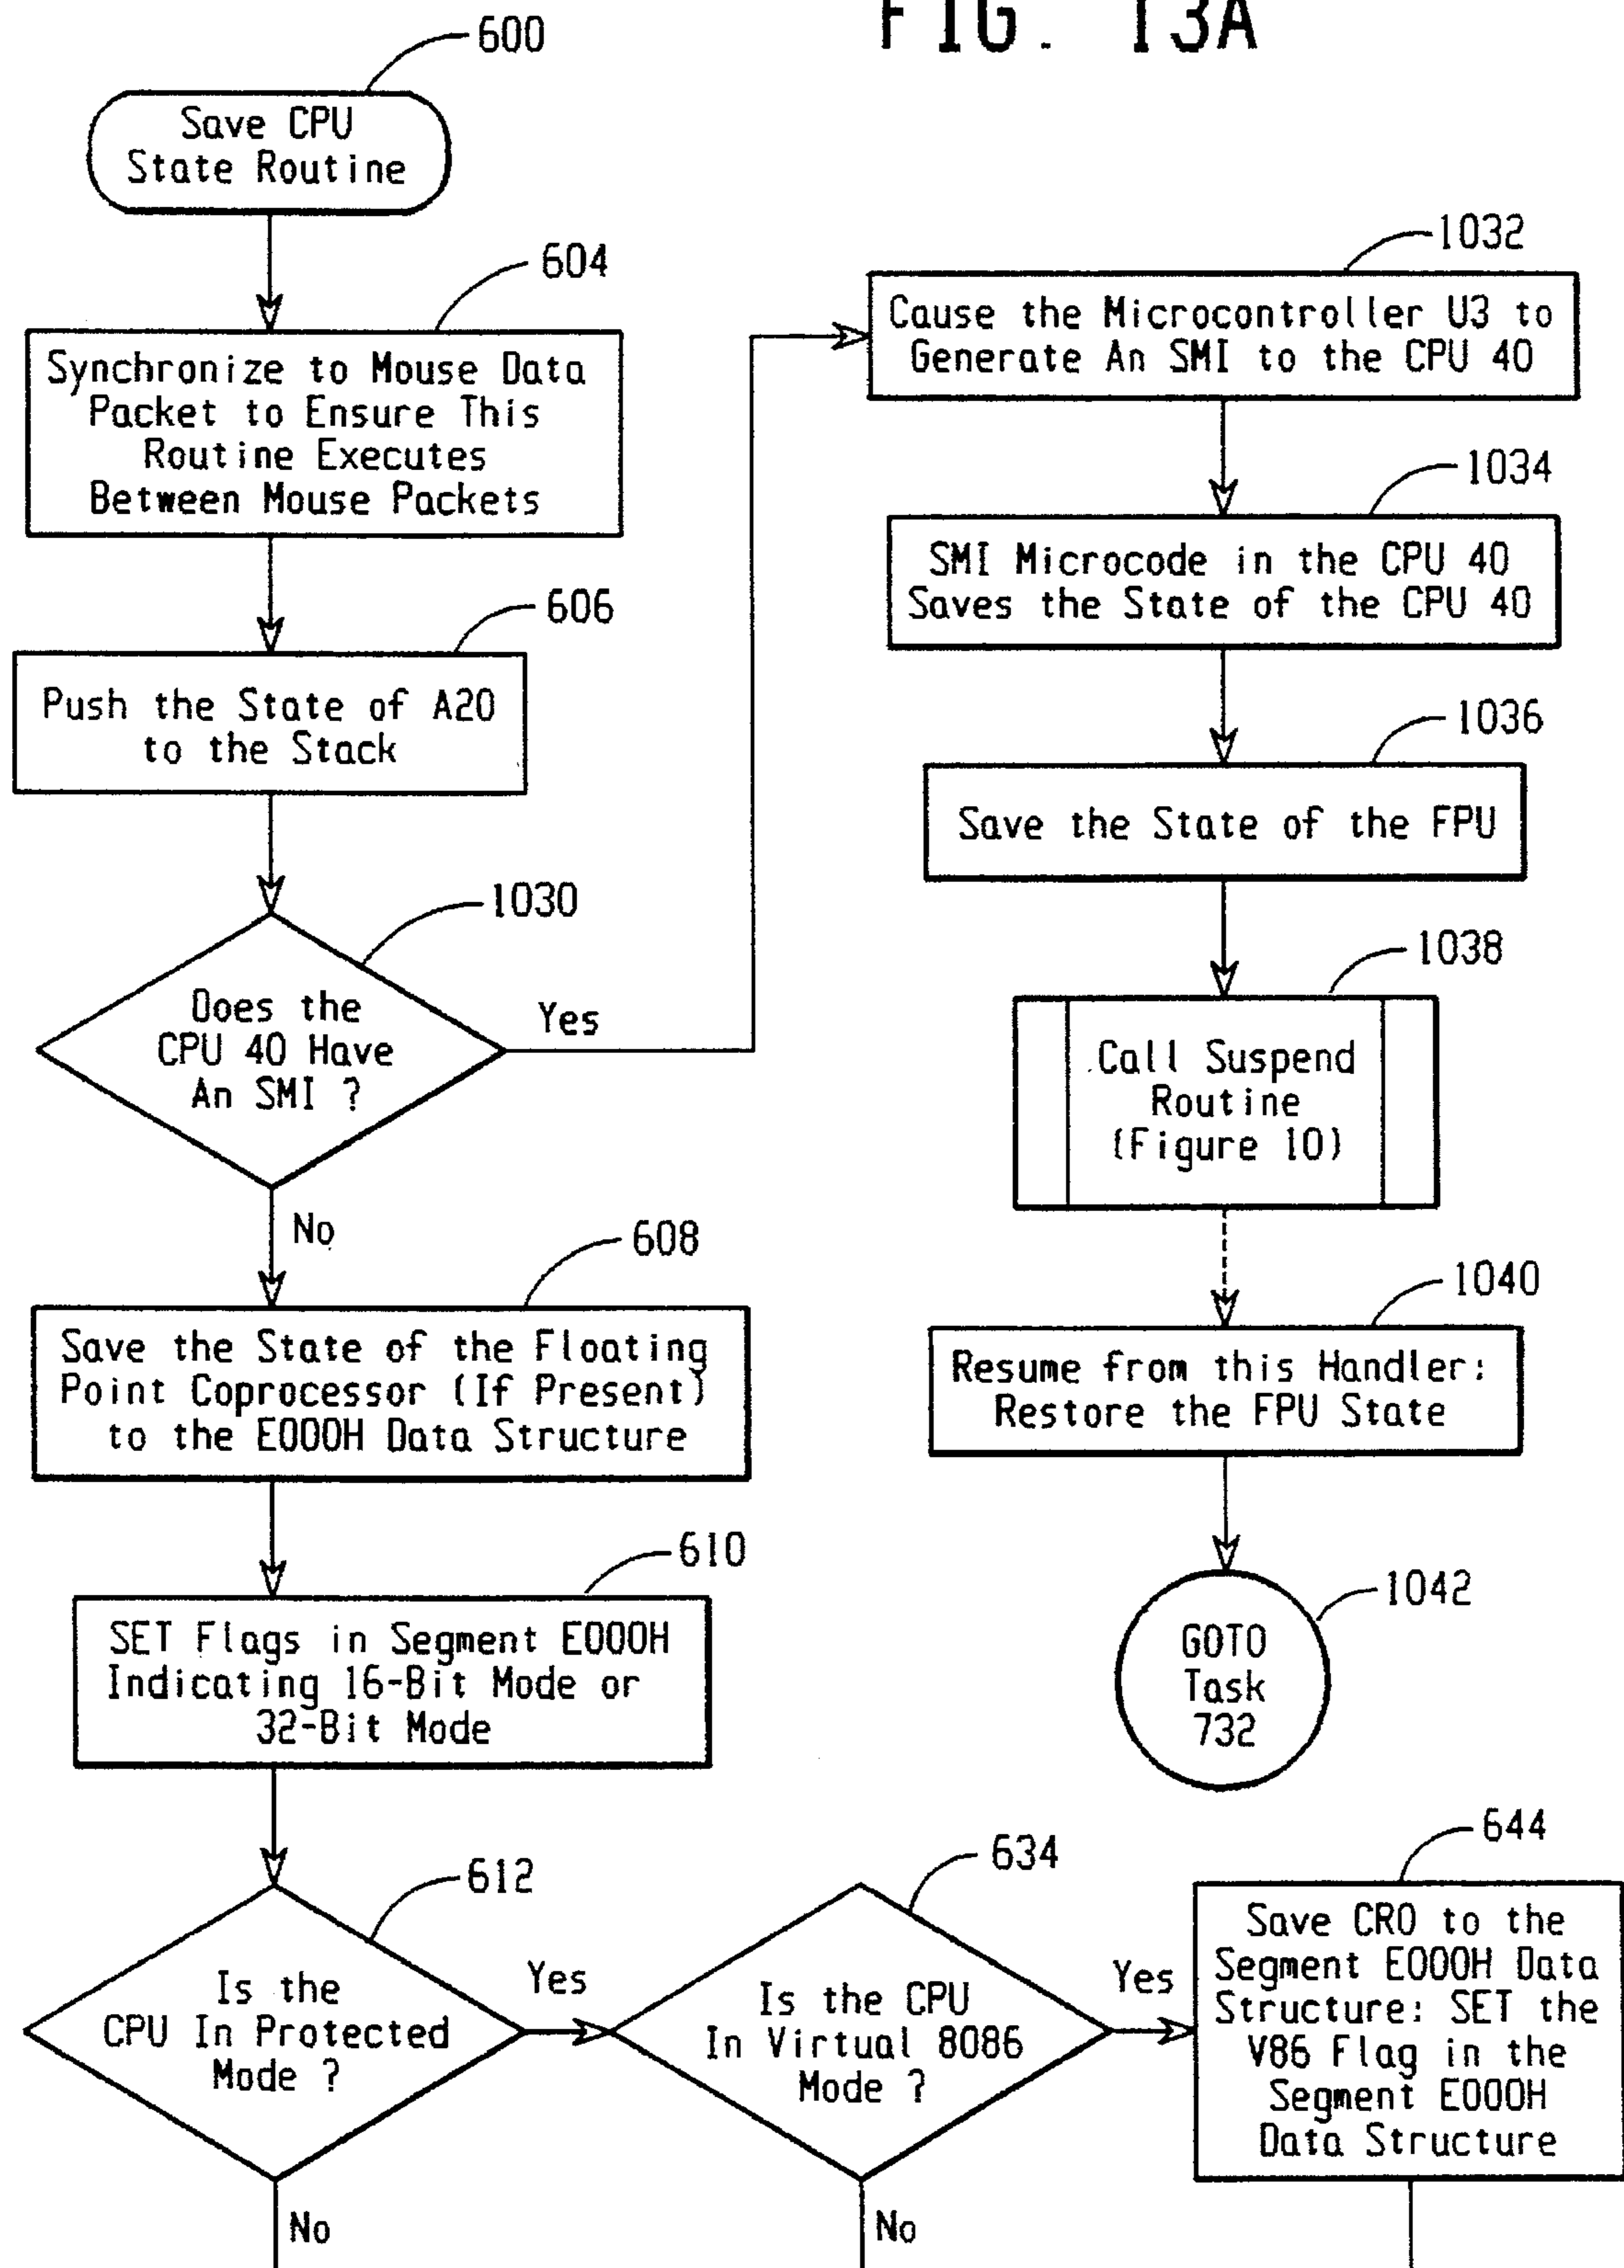 FIG. 13A
600
Save CPU
State Routine
604
Synchronize to Mouse Data
Packet to Ensure This
Routine Executes
Between Mouse Packets
606
Push the State of A20
to the Stack
1030
Does the
CPU 40 Have
An SMI ?
Yes
No
608
Save the State of the Floating
Point Coprocessor (If Present)
to the E000H Data Structure
610
SET Flags in Segment E000H
Indicating 16-Bit Mode or
32-Bit Mode
612
Is the
CPU In Protected
Mode ?
Yes
No
634
Is the CPU
In Virtual 8086
Mode ?
Yes
No
644
Save CR0 to the
Segment E000H Data
Structure: SET the
V86 Flag in the
Segment E000H
Data Structure
1032
Cause the Microcontroller U3 to
Generate An SMI to the CPU 40
1034
SMI Microcode in the CPU 40
Saves the State of the CPU 40
1036
Save the State of the FPU
1038
Call Suspend
Routine
(Figure 10)
1040
Resume from this Handler:
Restore the FPU State
1042
GOTO
Task
732